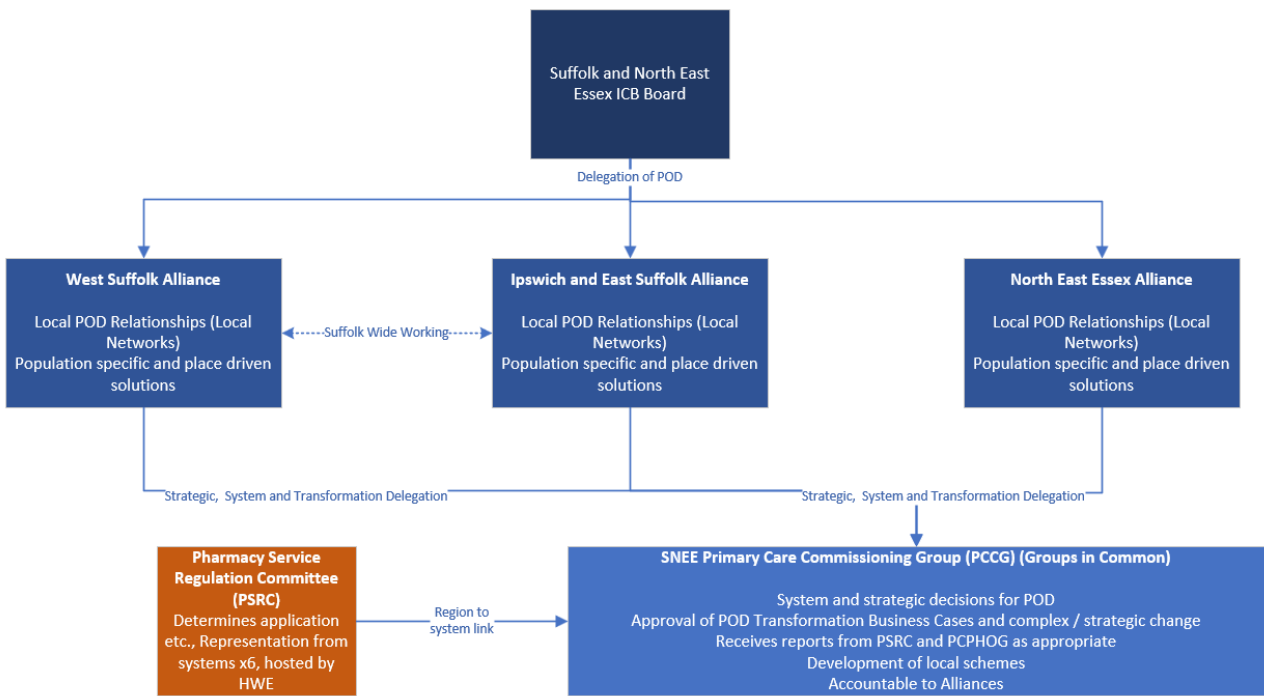 Suffolk and North East
Essex ICB Board
Delegation of POD
West Suffolk Alliance
Local POD Relationships (Local
Networks)
Population specific and place driven
solutions
Suffolk Wide Working
Ipswich and East Suffolk Alliance
Local POD Relationships (Local
Networks)
Population specific and place driven
solutions
North East Essex Alliance
Local POD Relationships (Local
Networks)
Population specific and place driven
solutions
Strategic, System and Transformation Delegation
Strategic, System and Transformation Delegation
Pharmacy Service
Regulation Committee
(PSRC)
Determines application
etc., Representation from
systems x6, hosted by
HWE
Region to
system link
SNEE Primary Care Commissioning Group (PCCG) (Groups in Common)
System and strategic decisions for POD
Approval of POD Transformation Business Cases and complex / strategic change
Receives reports from PSRC and PCPHOG as appropriate
Development of local schemes
Accountable to Alliances